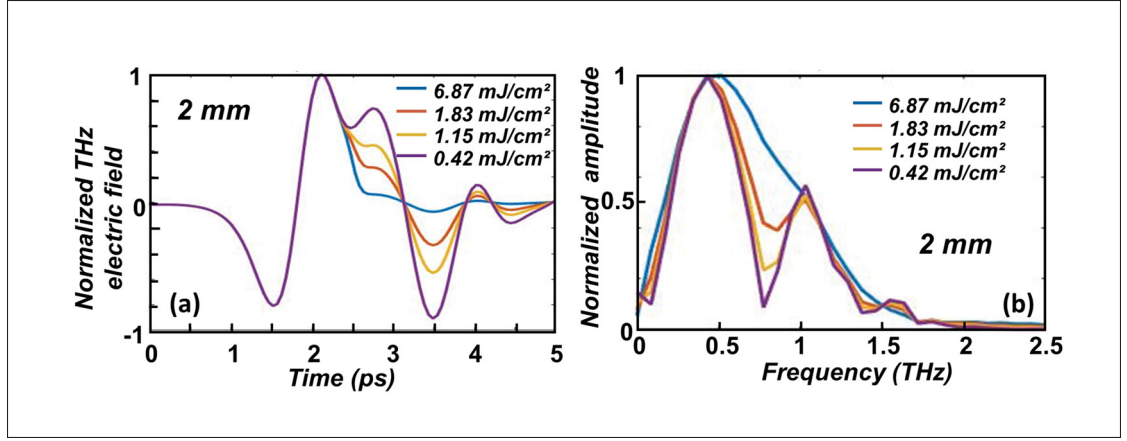 Normalized THz
electric field
1
0
-1
2 mm
6.87 mJ/cm²
1.83 mJ/cm²
1.15 mJ/cm²
0.42 mJ/cm²
(a)
0
1
2
3
4
5
Time (ps)
Normalized amplitude
1
0.5
0
6.87 mJ/cm²
1.83 mJ/cm²
1.15 mJ/cm²
0.42 mJ/cm²
2 mm
(b)
0
0.5
1
1.5
2
2.5
Frequency (THz)